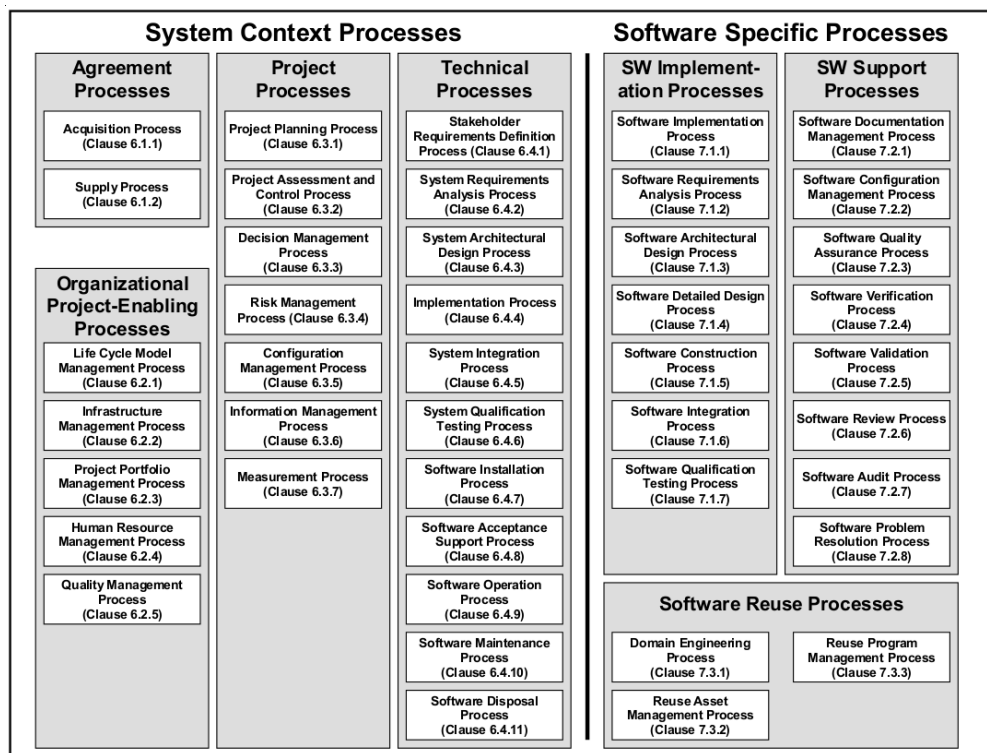 System Context Processes
Software Specific Processes
Agreement
Processes
Acquisition Process
(Clause 6.1.1)
Supply Process
(Clause 6.1.2)
Organizational
Project-Enabling
Processes
Life Cycle Model
Management Process
(Clause 6.2.1)
Infrastructure
Management Process
(Clause 6.2.2)
Project Portfolio
Management Process
(Clause 6.2.3)
Human Resource
Management Process
(Clause 6.2.4)
Quality Management
Process
(Clause 6.2.5)
Project
Processes
Project Planning Process
(Clause 6.3.1)
Project Assessment and
Control Process
(Clause 6.3.2)
Decision Management
Process
(Clause 6.3.3)
Risk Management
Process (Clause 6.3.4)
Configuration
Management Process
(Clause 6.3.5)
Information Management
Process
(Clause 6.3.6)
Measurement Process
(Clause 6.3.7)
Technical
Processes
Stakeholder
Requirements Definition
Process (Clause 6.4.1)
System Requirements
Analysis Process
(Clause 6.4.2)
System Architectural
Design Process
(Clause 6.4.3)
Implementation Process
(Clause 6.4.4)
System Integration
Process
(Clause 6.4.5)
System Qualification
Testing Process
(Clause 6.4.6)
Software Installation
Process
(Clause 6.4.7)
Software Acceptance
Support Process
(Clause 6.4.8)
Software Operation
Process
(Clause 6.4.9)
Software Maintenance
Process
(Clause 6.4.10)
Software Disposal
Process
(Clause 6.4.11)
SW Implement-
ation Processes
Software Implementation
Process
(Clause 7.1.1)
Software Requirements
Analysis Process
(Clause 7.1.2)
Software Architectural
Design Process
(Clause 7.1.3)
Software Detailed Design
Process
(Clause 7.1.4)
Software Construction
Process
(Clause 7.1.5)
Software Integration
Process
(Clause 7.1.6)
Software Qualification
Testing Process
(Clause 7.1.7)
SW Support
Processes
Software Documentation
Management Process
(Clause 7.2.1)
Software Configuration
Management Process
(Clause 7.2.2)
Software Quality
Assurance Process
(Clause 7.2.3)
Software Verification
Process
(Clause 7.2.4)
Software Validation
Process
(Clause 7.2.5)
Software Review Process
(Clause 7.2.6)
Software Audit Process
(Clause 7.2.7)
Software Problem
Resolution Process
(Clause 7.2.8)
Software Reuse Processes
Domain Engineering
Process
(Clause 7.3.1)
Reuse Asset
Management Process
(Clause 7.3.2)
Reuse Program
Management Process
(Clause 7.3.3)